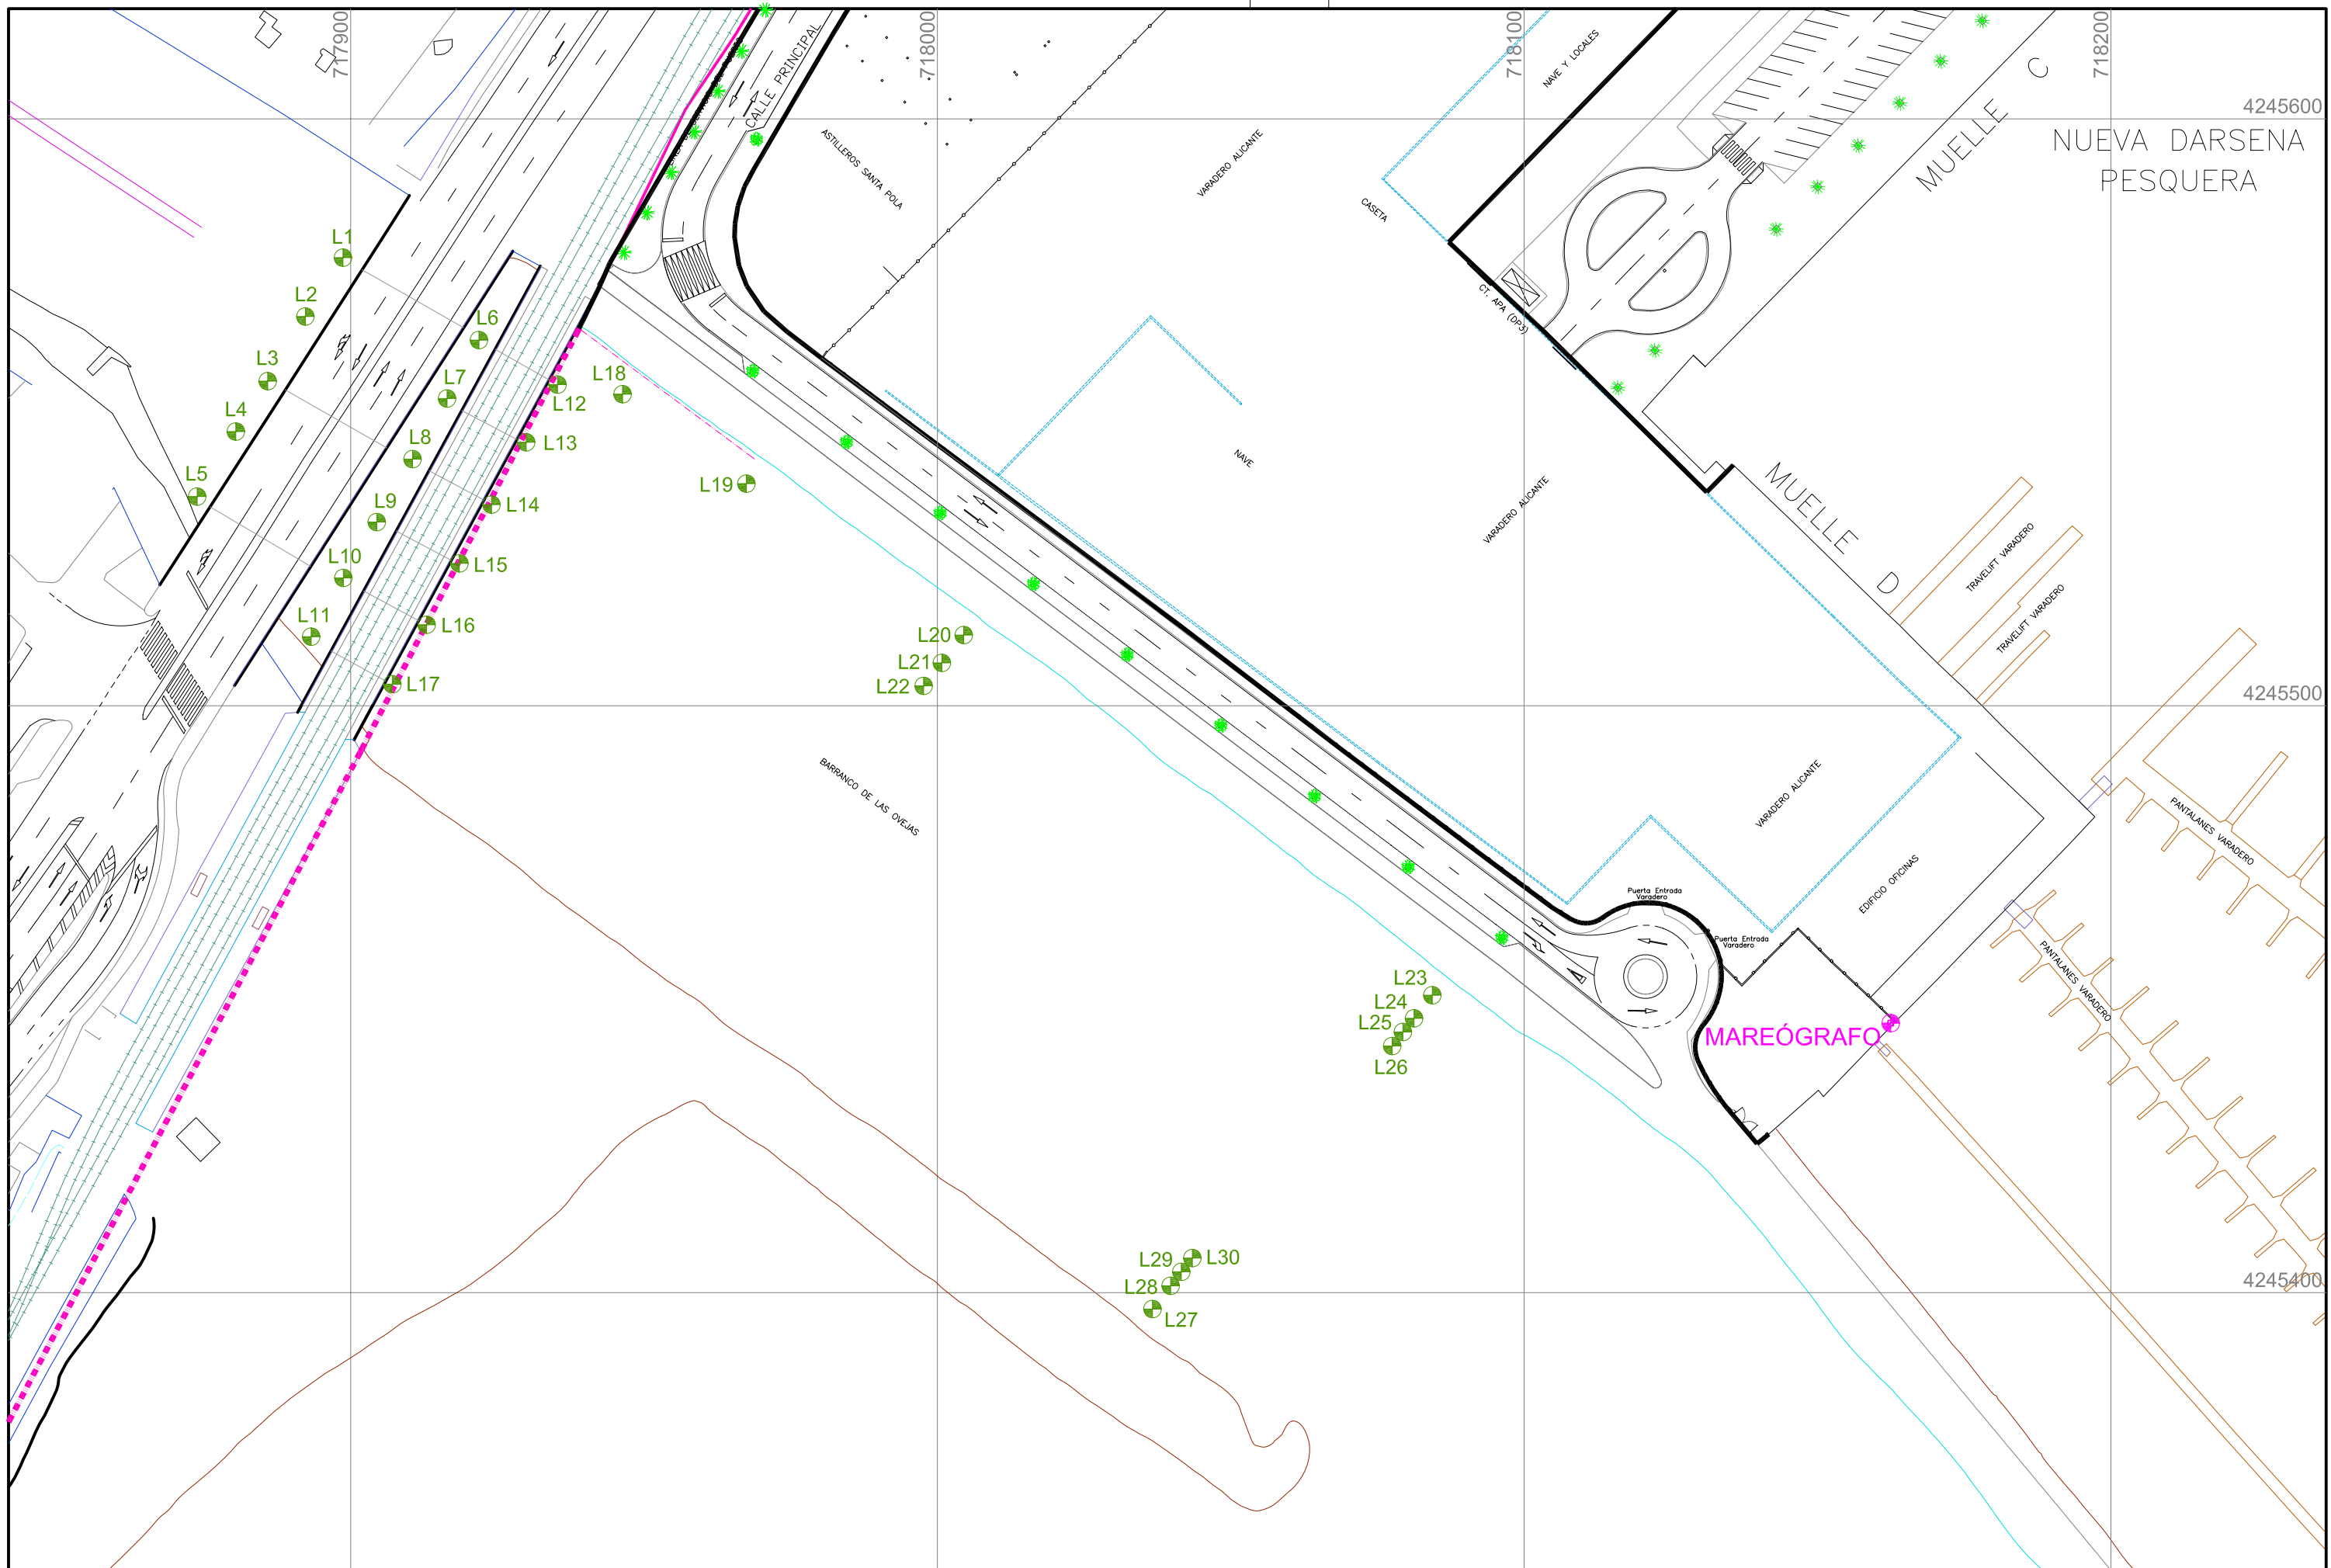 717900
718000
718100
718200
4245600
4245500
4245400
CALLE PRINCIPAL
ASTILLEROS SANTA POLA
VARADERO ALICANTE
NAVE Y LOCALES
CASETA
CT. APA (DP3)
MUELLE C
NUEVA DARSENA
PESQUERA
L1
L2
L3
L4
L5
L6
L7
L8
L9
L10
L11
L12
L13
L14
L15
L16
L17
L18
L19
L20
L21
L22
NAVE
VARADERO ALICANTE
MUELLE D
TRAVELIFT VARADERO
TRAVELIFT VARADERO
BARRANCO DE LAS OVEJAS
VARADERO ALICANTE
EDIFICIO OFICINAS
PANTALANES VARADERO
PANTALANES VARADERO
Puerta Entrada
Varadero
Puerta Entrada
Varadero
L23
L24
L25
L26
MAREÓGRAFO
L29
L30
L28
L27